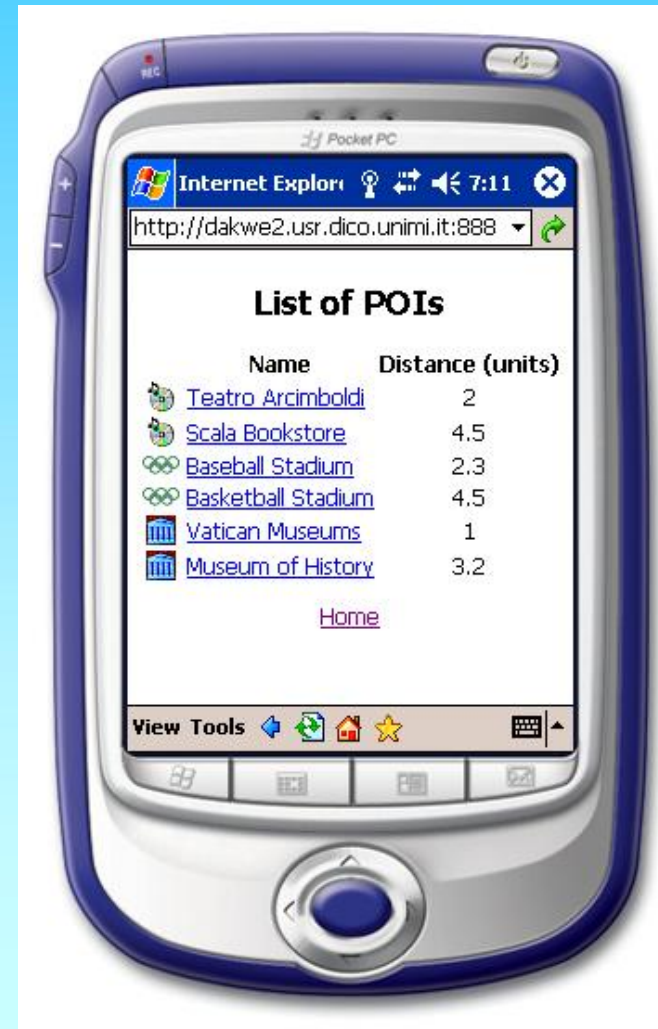 REC
Pocket PC
Internet Explor 7:11
http://dakwe2.usr.dico.unimi.it:888
List of POIs
Name Distance (units)
Teatro Arcimboldi 2
Scala Bookstore 4.5
Baseball Stadium 2.3
Basketball Stadium 4.5
Vatican Museums 1
Museum of History 3.2
Home
View Tools